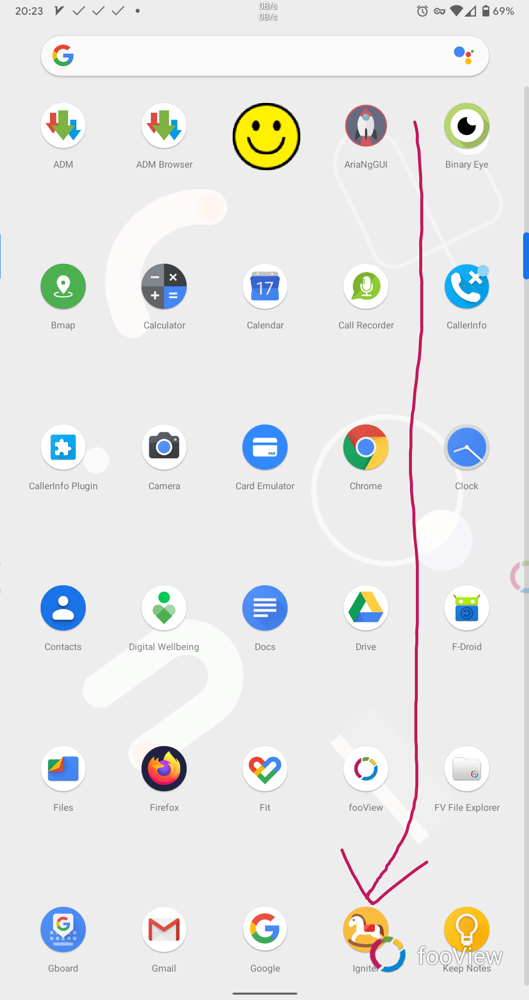 20:23 0B/s 69%
0B/s
ADM ADM Browser AriaNgGUI Binary Eye
17
Bmap Calculator Calendar Call Recorder CallerInfo
CallerInfo Plugin Camera Card Emulator Chrome Clock
Contacts Digital Wellbeing Docs Drive F-Droid
FV
Files Firefox Fit fooView FV File Explorer
fooView
Gboard Gmail Google Igniter Keep Notes